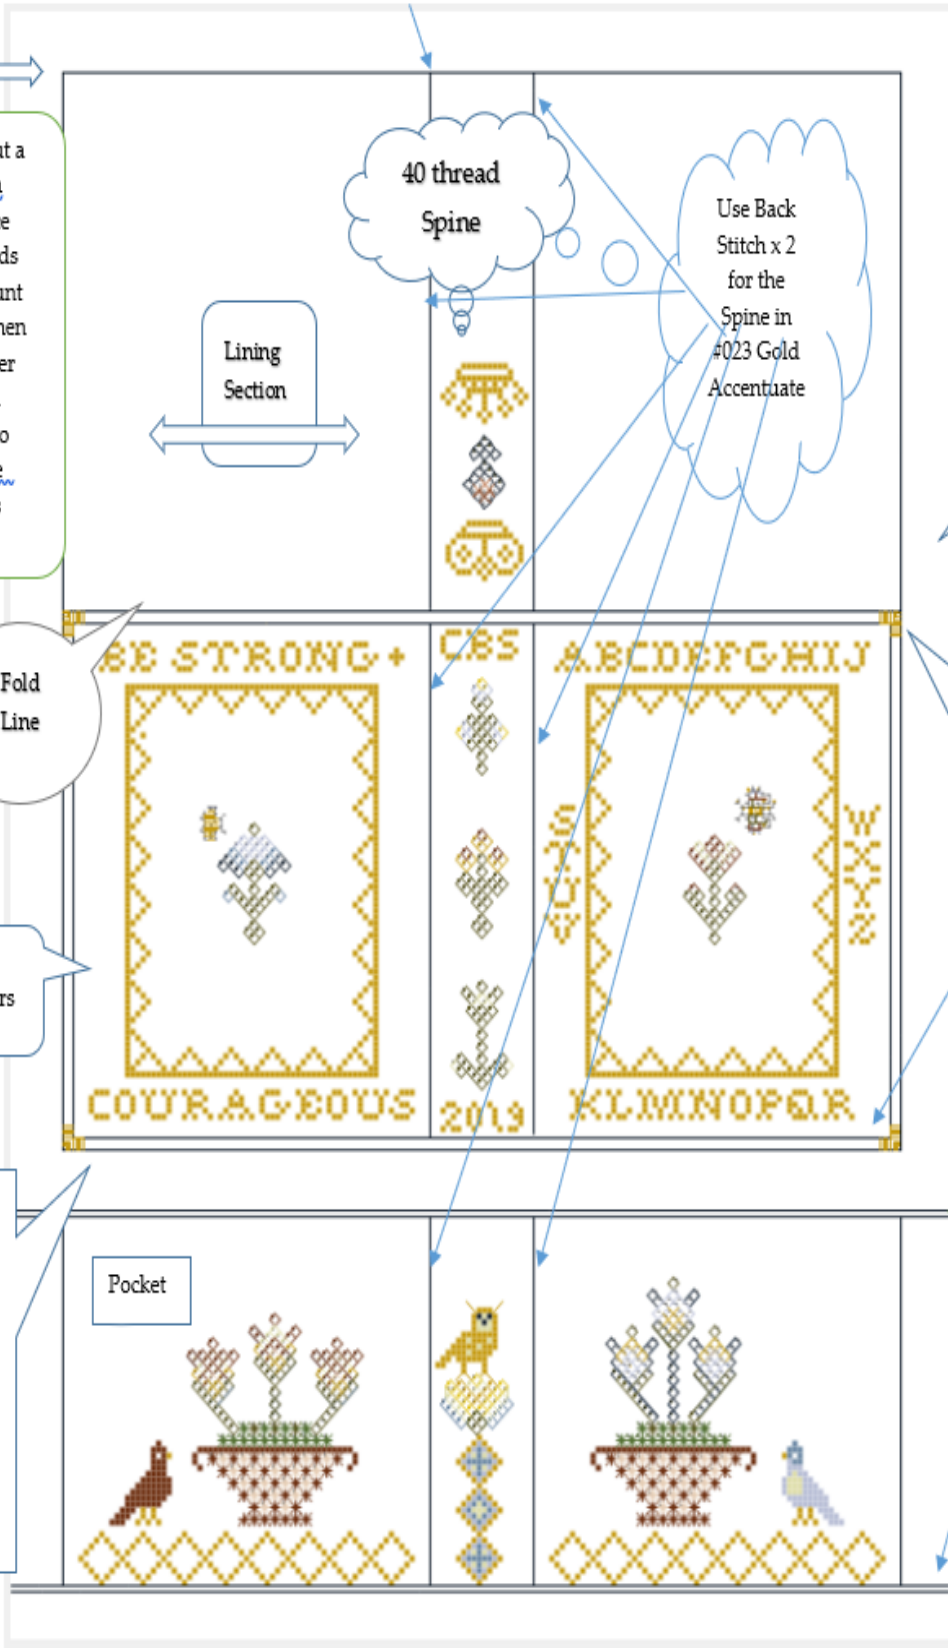 40 thread
Spine
Use Back
Stitch x 2
for the
Spine in
#023 Gold
Accentuate
Lining
Section
Fold
Line
BE STRONG +
CBS
ABCDEFGHIJ
STUV
WXYZ
COURAGEOUS
2019
KLMNOPQR
Pocket